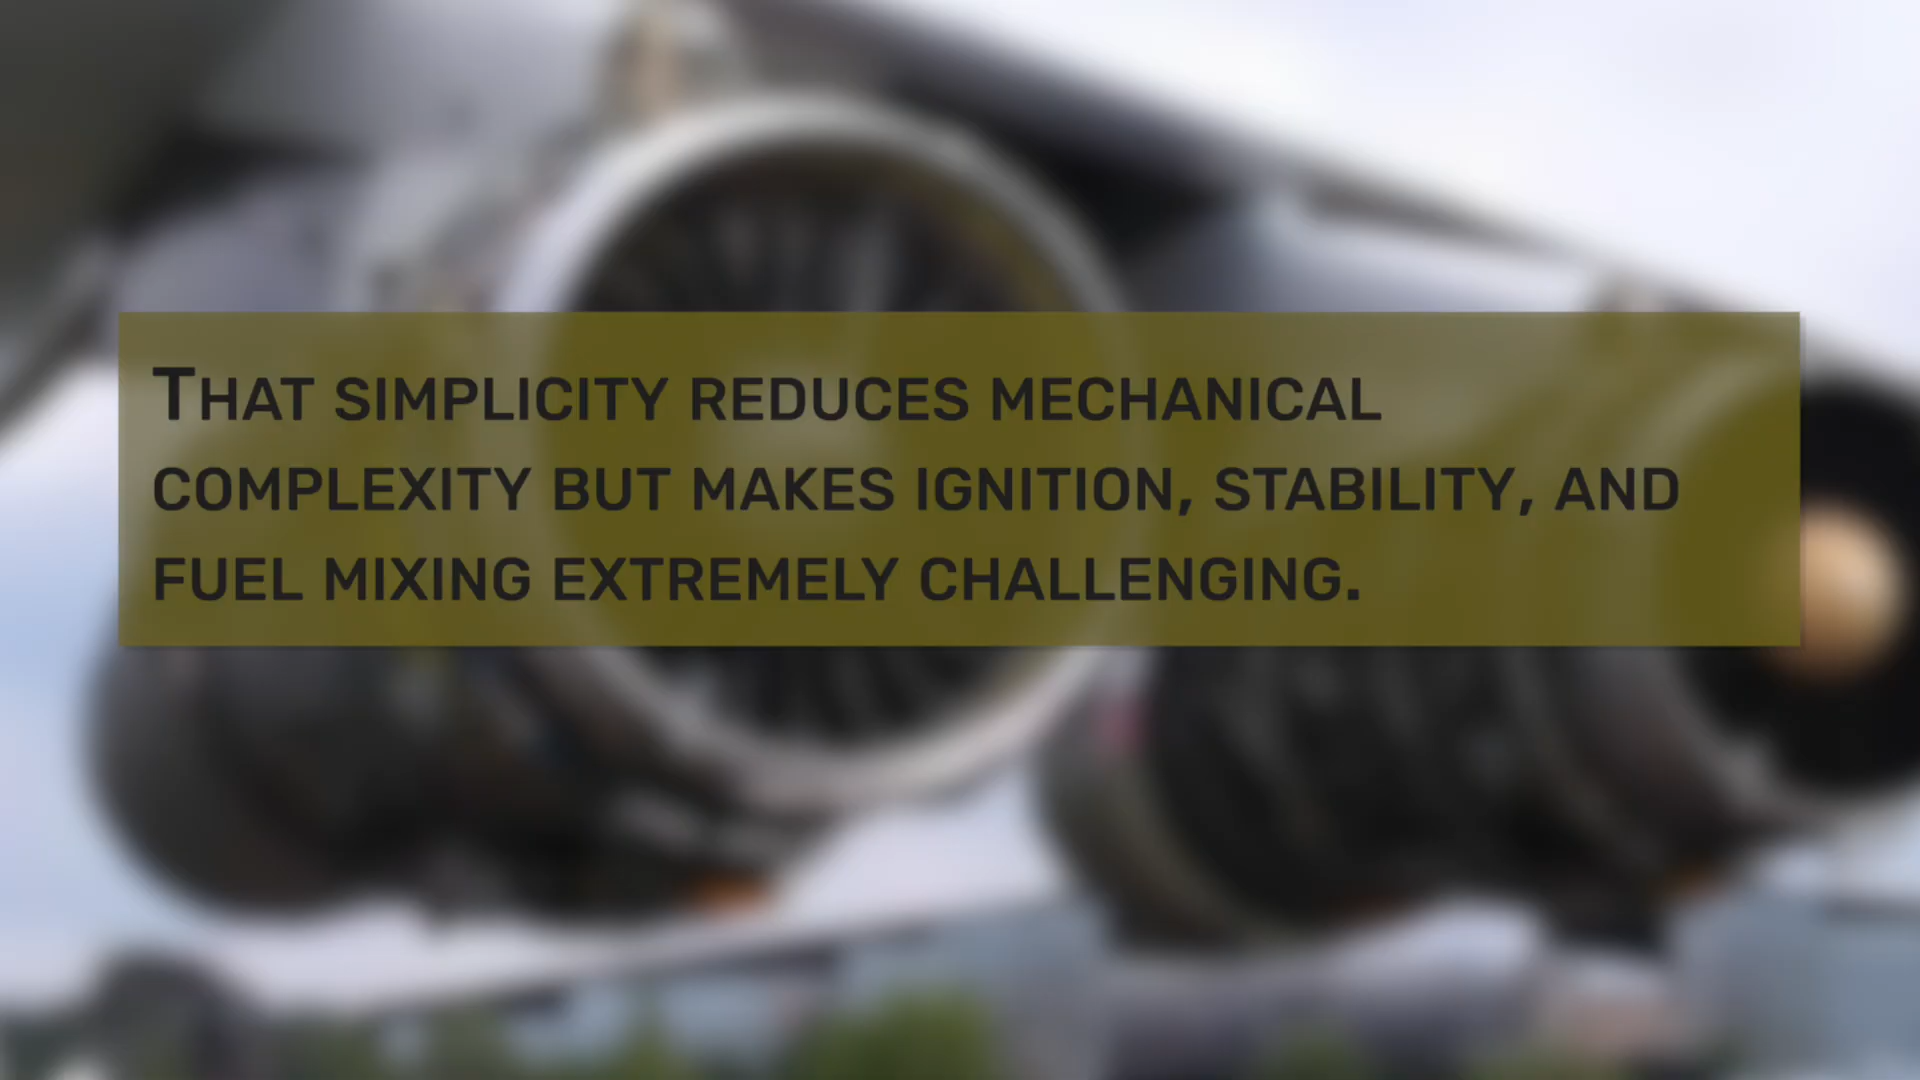 That simplicity reduces mechanical
complexity but makes ignition, stability, and
fuel mixing extremely challenging.